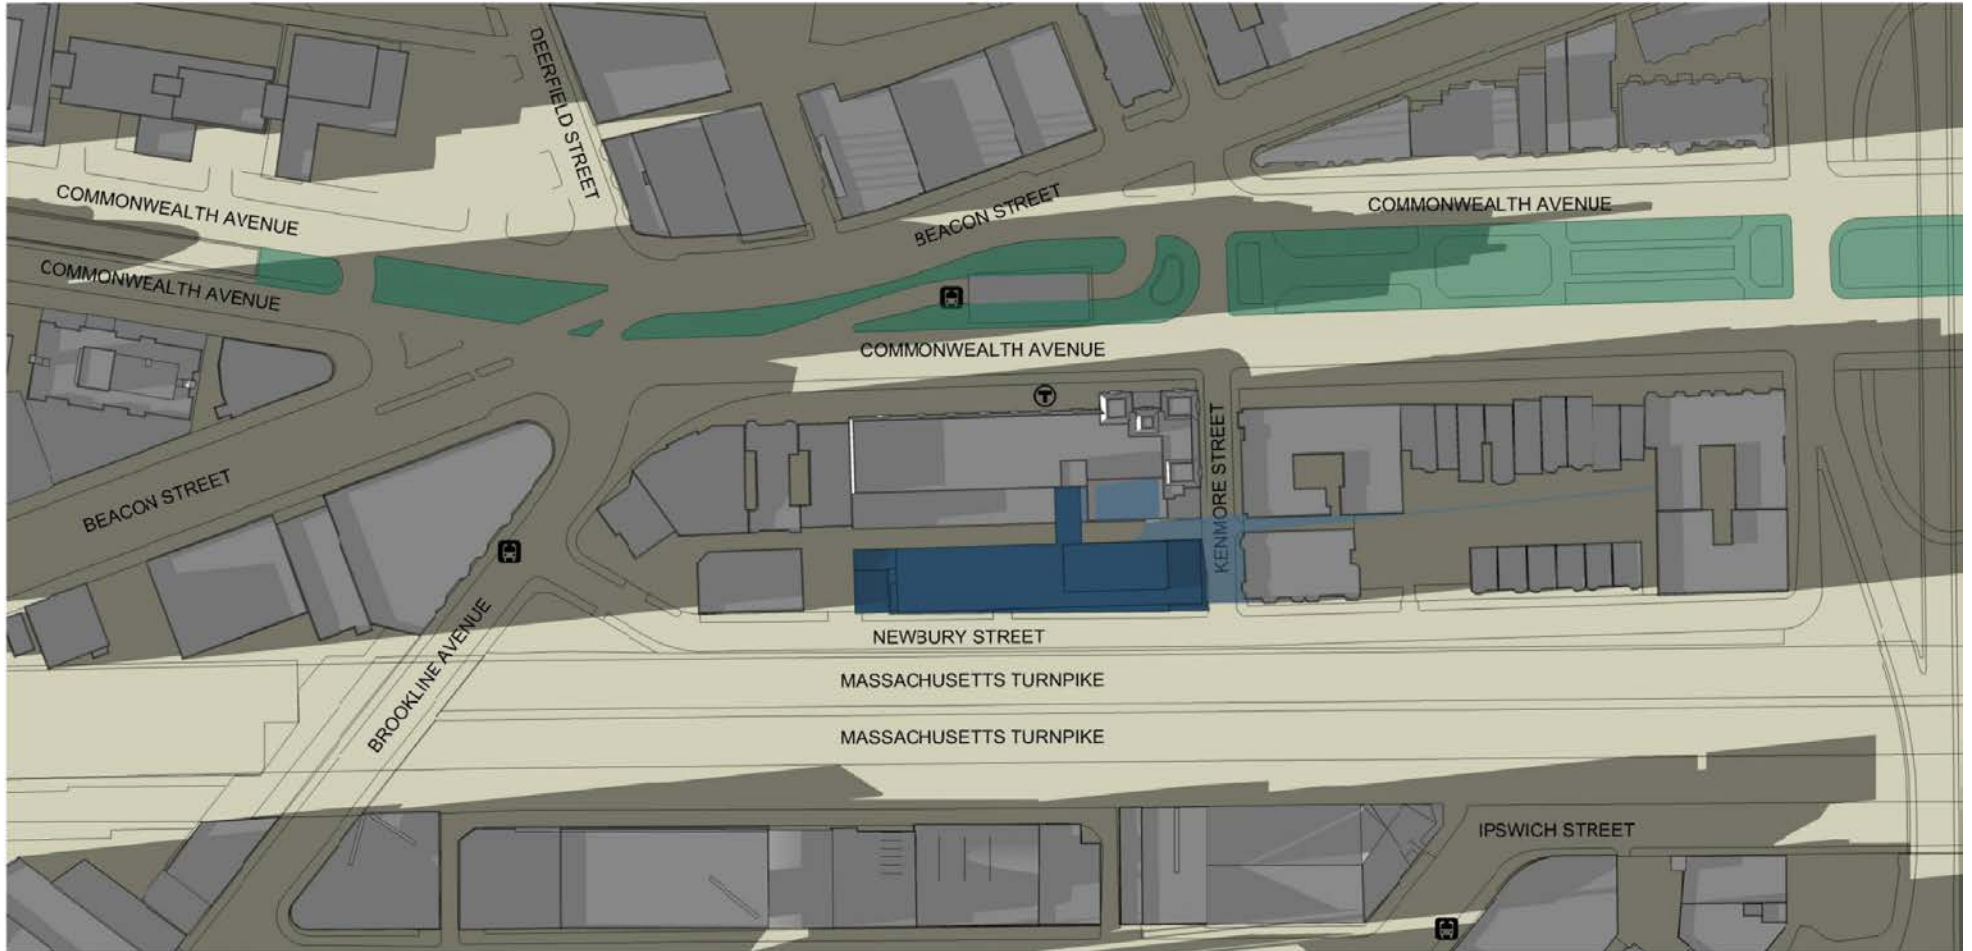 DEERFIELD STREET
COMMONWEALTH AVENUE
COMMONWEALTH AVENUE
BEACON STREET
COMMONWEALTH AVENUE
COMMONWEALTH AVENUE
T
KENMORE STREET
BEACON STREET
BROOKLINE AVENUE
NEWBURY STREET
MASSACHUSETTS TURNPIKE
MASSACHUSETTS TURNPIKE
IPSWICH STREET